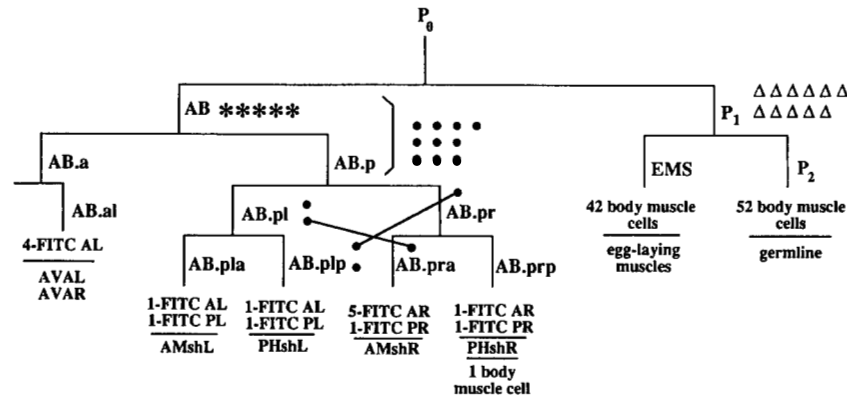 P0
AB *****
Δ Δ Δ Δ Δ Δ
Δ Δ Δ Δ Δ
P1
AB.a
AB.p
EMS
P2
AB.al
AB.pl
AB.pr
42 body muscle
cells
egg-laying
muscles
52 body muscle
cells
germline
4-FITC AL
AVAL
AVAR
AB.pla
AB.plp
AB.pra
AB.prp
1-FITC AL
1-FITC PL
AMshL
1-FITC AL
1-FITC PL
PHshL
5-FITC AR
1-FITC PR
AMshR
1-FITC AR
1-FITC PR
PHshR
1 body
muscle cell